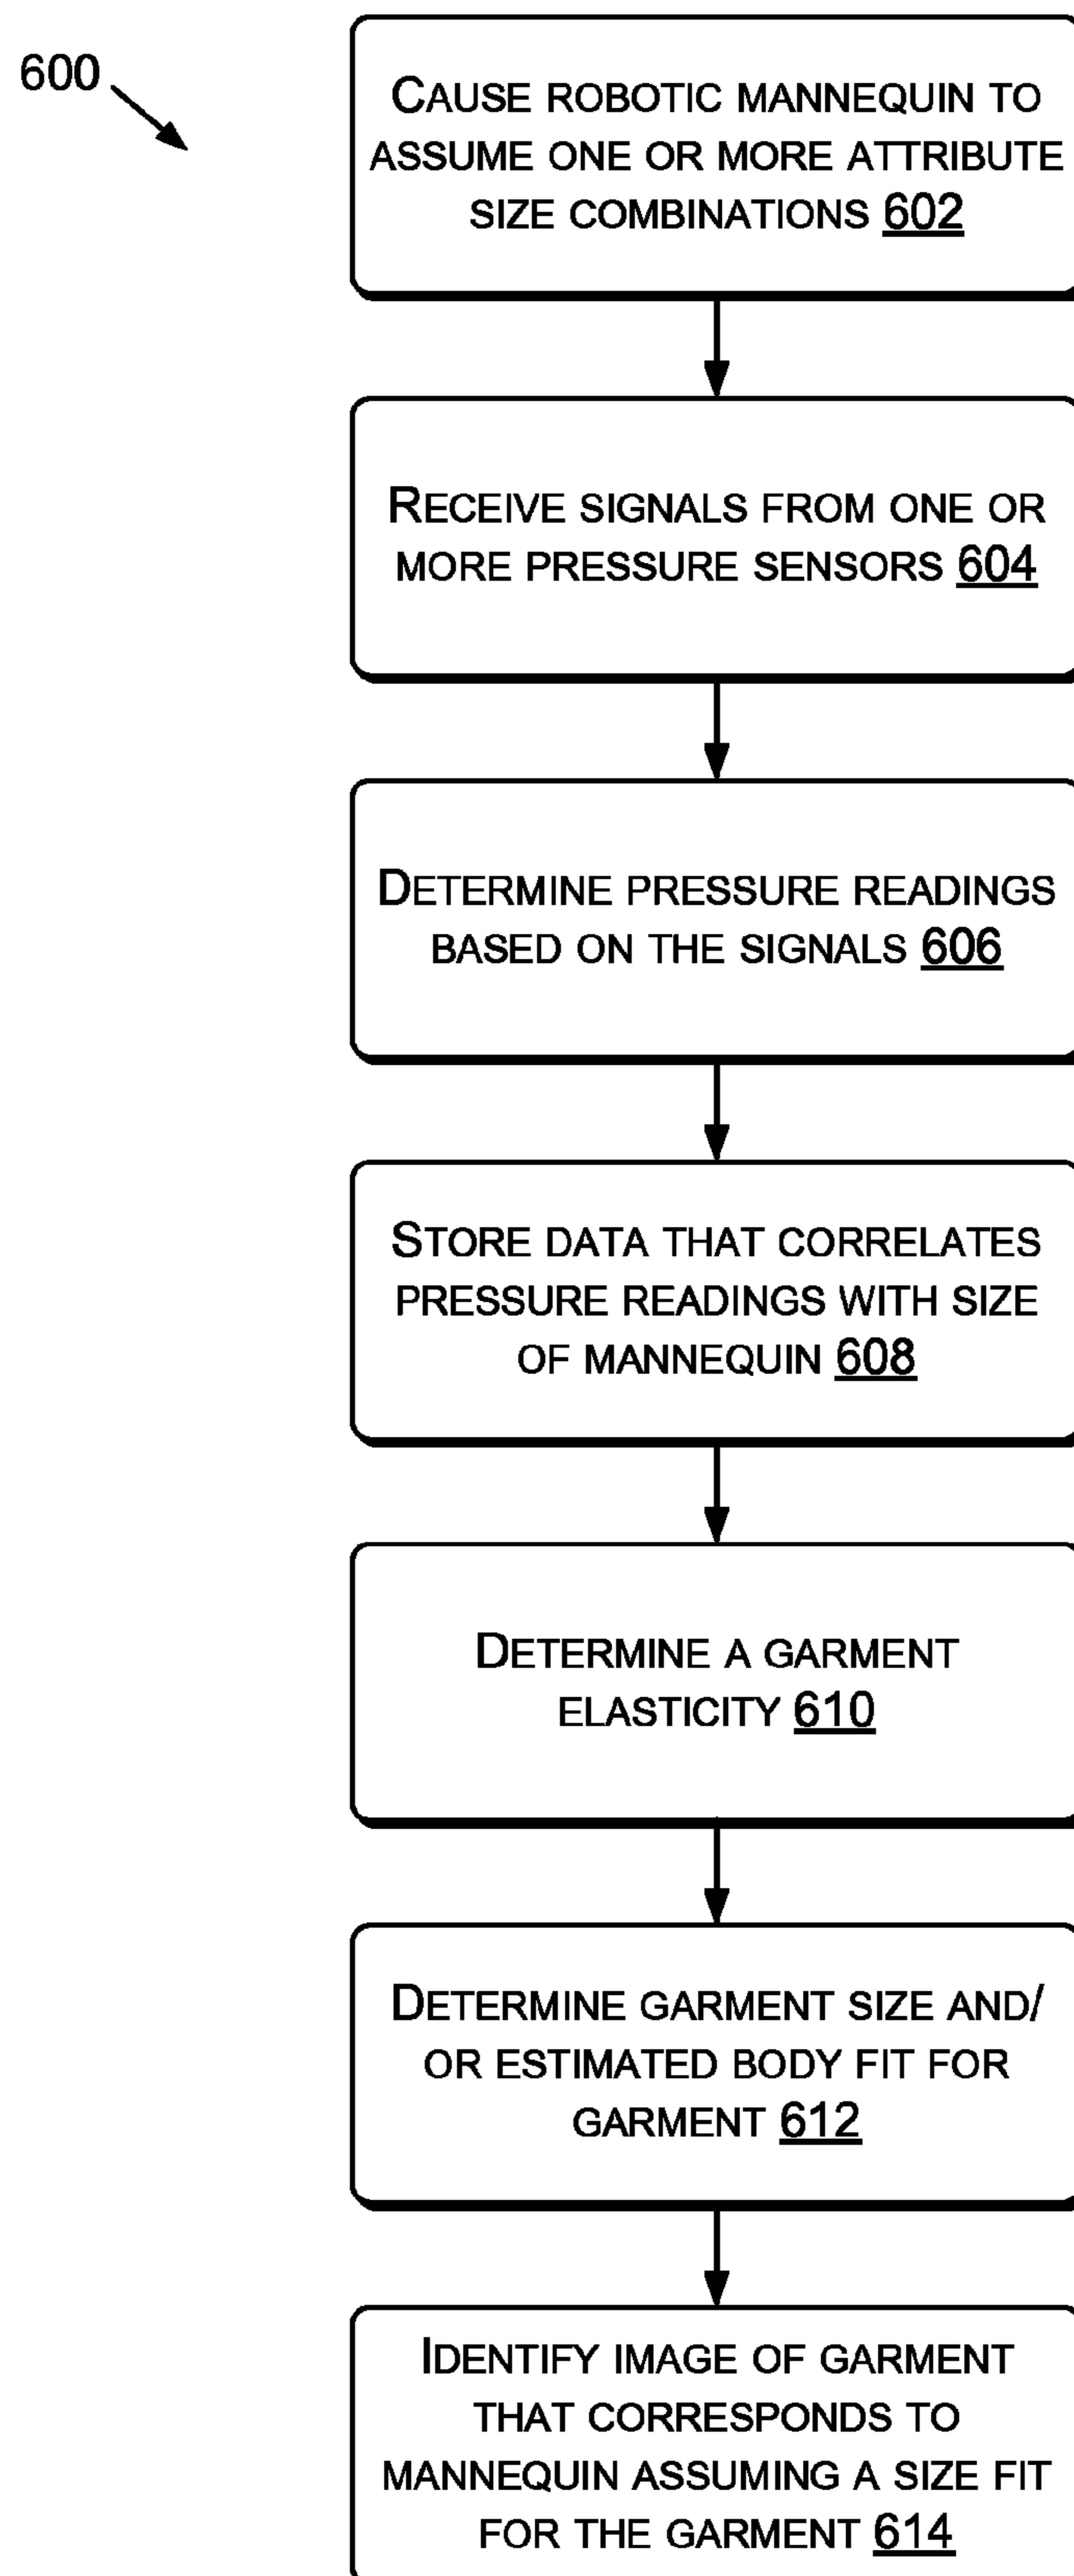 600
CAUSE ROBOTIC MANNEQUIN TO
ASSUME ONE OR MORE ATTRIBUTE
SIZE COMBINATIONS 602
RECEIVE SIGNALS FROM ONE OR
MORE PRESSURE SENSORS 604
DETERMINE PRESSURE READINGS
BASED ON THE SIGNALS 606
STORE DATA THAT CORRELATES
PRESSURE READINGS WITH SIZE
OF MANNEQUIN 608
DETERMINE A GARMENT
ELASTICITY 610
DETERMINE GARMENT SIZE AND/
OR ESTIMATED BODY FIT FOR
GARMENT 612
IDENTIFY IMAGE OF GARMENT
THAT CORRESPONDS TO
MANNEQUIN ASSUMING A SIZE FIT
FOR THE GARMENT 614